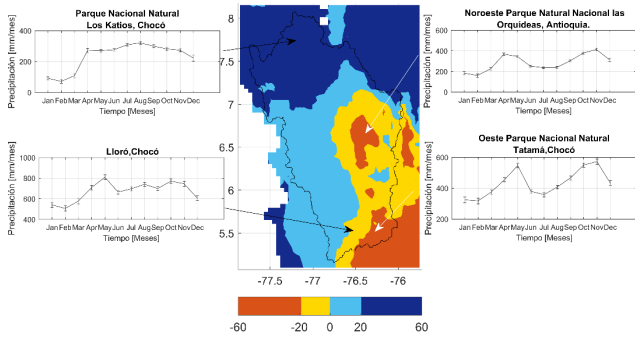 Parque Nacional Natural
Los Katios, Chocó
Precipitación [mm/mes]
400
200
0
Jan Feb Mar Apr May Jun Jul Aug Sep Oct Nov Dec
Tiempo [Meses]
Lloró,Chocó
Precipitación [mm/mes]
1000
800
600
400
Jan Feb Mar Apr May Jun Jul Aug Sep Oct Nov Dec
Tiempo [Meses]
8
7.5
7
6.5
6
5.5
-77.5 -77 -76.5 -76
-60 -20 0 20 60
Noroeste Parque Natural Nacional las
Orquideas, Antioquia.
Precipitación [mm/mes]
600
400
200
0
Jan Feb Mar Apr May Jun Jul Aug Sep Oct Nov Dec
Tiempo [Meses]
Oeste Parque Nacional Natural
Tatamá,Chocó
Precipitación [mm/mes]
600
400
200
Jan Feb Mar Apr May Jun Jul Aug Sep Oct Nov Dec
Tiempo [Meses]